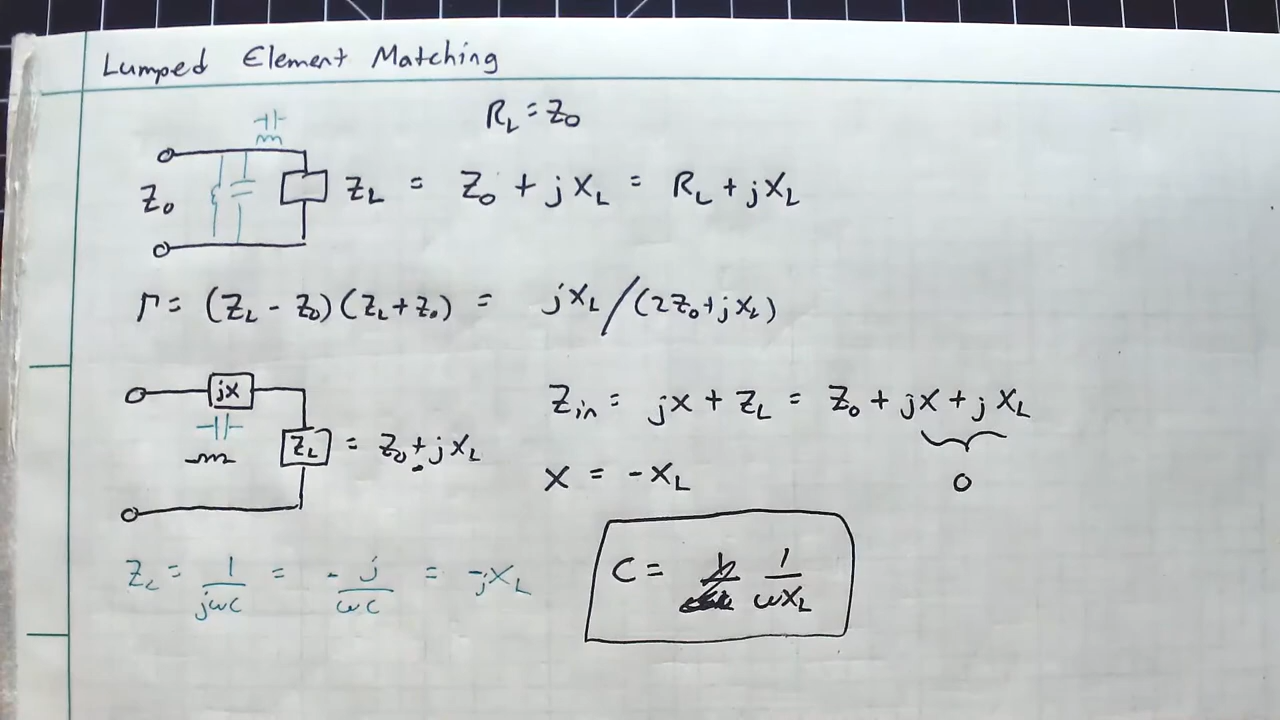 Lumped Element Matching
R_L = Z_0
Z_0
Z_L = Z_0 + jX_L = R_L + jX_L
Γ = (Z_L - Z_0)(Z_L + Z_0) = jX_L/(2Z_0 + jX_L)
jX
Z_L = Z_0 + jX_L
Z_in = jX + Z_L = Z_0 + jX + jX_L
0
X = -X_L
Z_C = 1/jωC = -j/ωC = -jX_L
C = 1/ωX_L